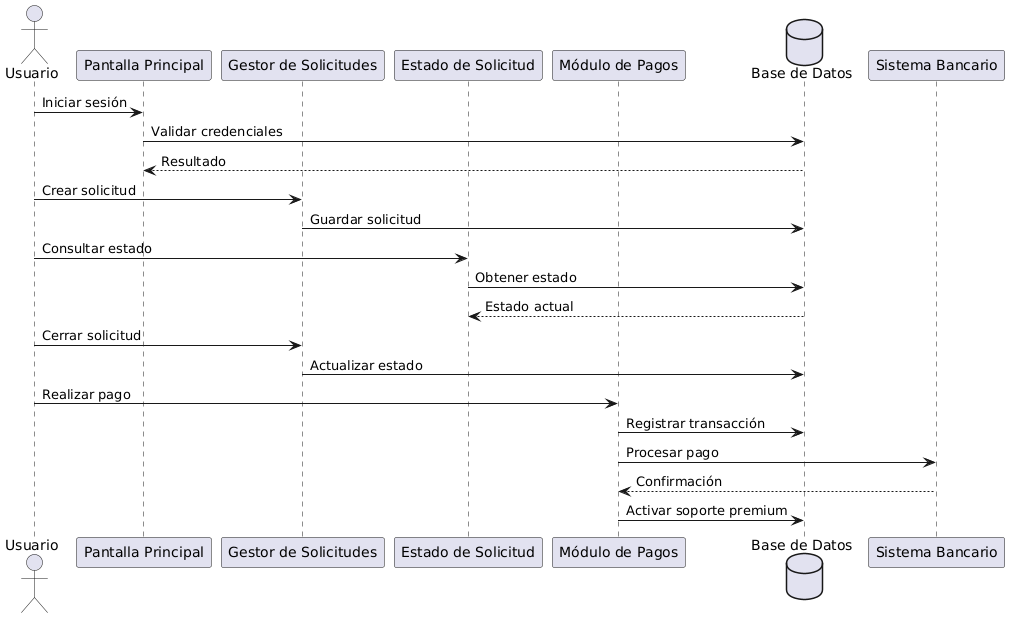 Usuario
Pantalla Principal
Gestor de Solicitudes
Estado de Solicitud
Módulo de Pagos
Base de Datos
Sistema Bancario
Iniciar sesión
Validar credenciales
Resultado
Crear solicitud
Guardar solicitud
Consultar estado
Obtener estado
Estado actual
Cerrar solicitud
Actualizar estado
Realizar pago
Registrar transacción
Procesar pago
Confirmación
Activar soporte premium
Usuario
Pantalla Principal
Gestor de Solicitudes
Estado de Solicitud
Módulo de Pagos
Base de Datos
Sistema Bancario